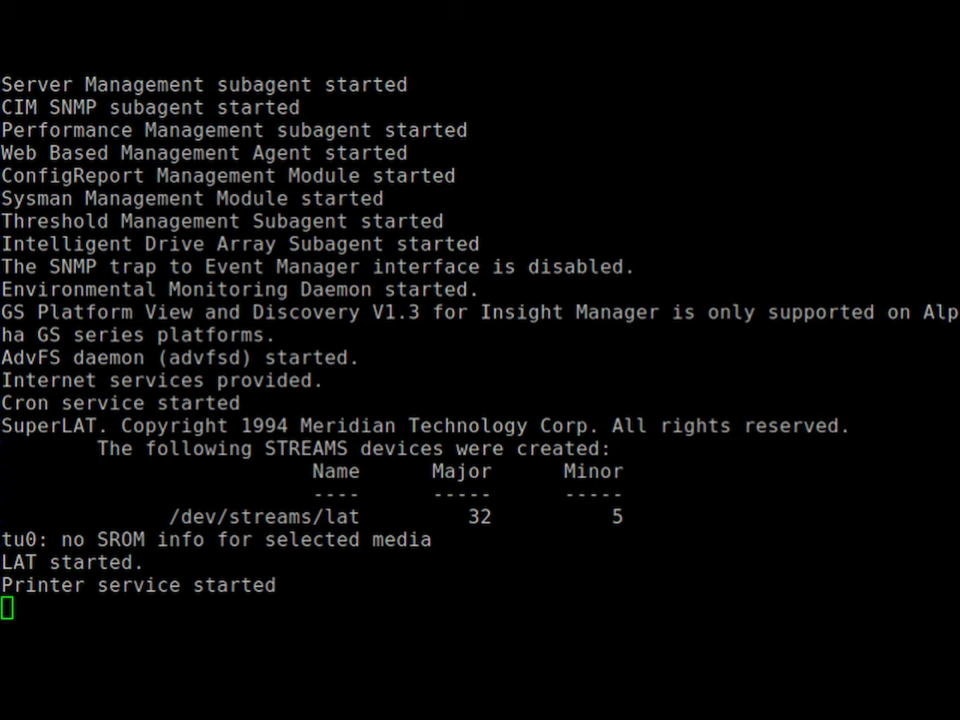 Server Management subagent started
CIM SNMP subagent started
Performance Management subagent started
Web Based Management Agent started
ConfigReport Management Module started
Sysman Management Module started
Threshold Management Subagent started
Intelligent Drive Array Subagent started
The SNMP trap to Event Manager interface is disabled.
Environmental Monitoring Daemon started.
GS Platform View and Discovery V1.3 for Insight Manager is only supported on Alp
ha GS series platforms.
AdvFS daemon (advfsd) started.
Internet services provided.
Cron service started
SuperLAT. Copyright 1994 Meridian Technology Corp. All rights reserved.
        The following STREAMS devices were created:
                          Name      Major      Minor
                          ----      -----      -----
              /dev/streams/lat         32          5
tu0: no SROM info for selected media
LAT started.
Printer service started